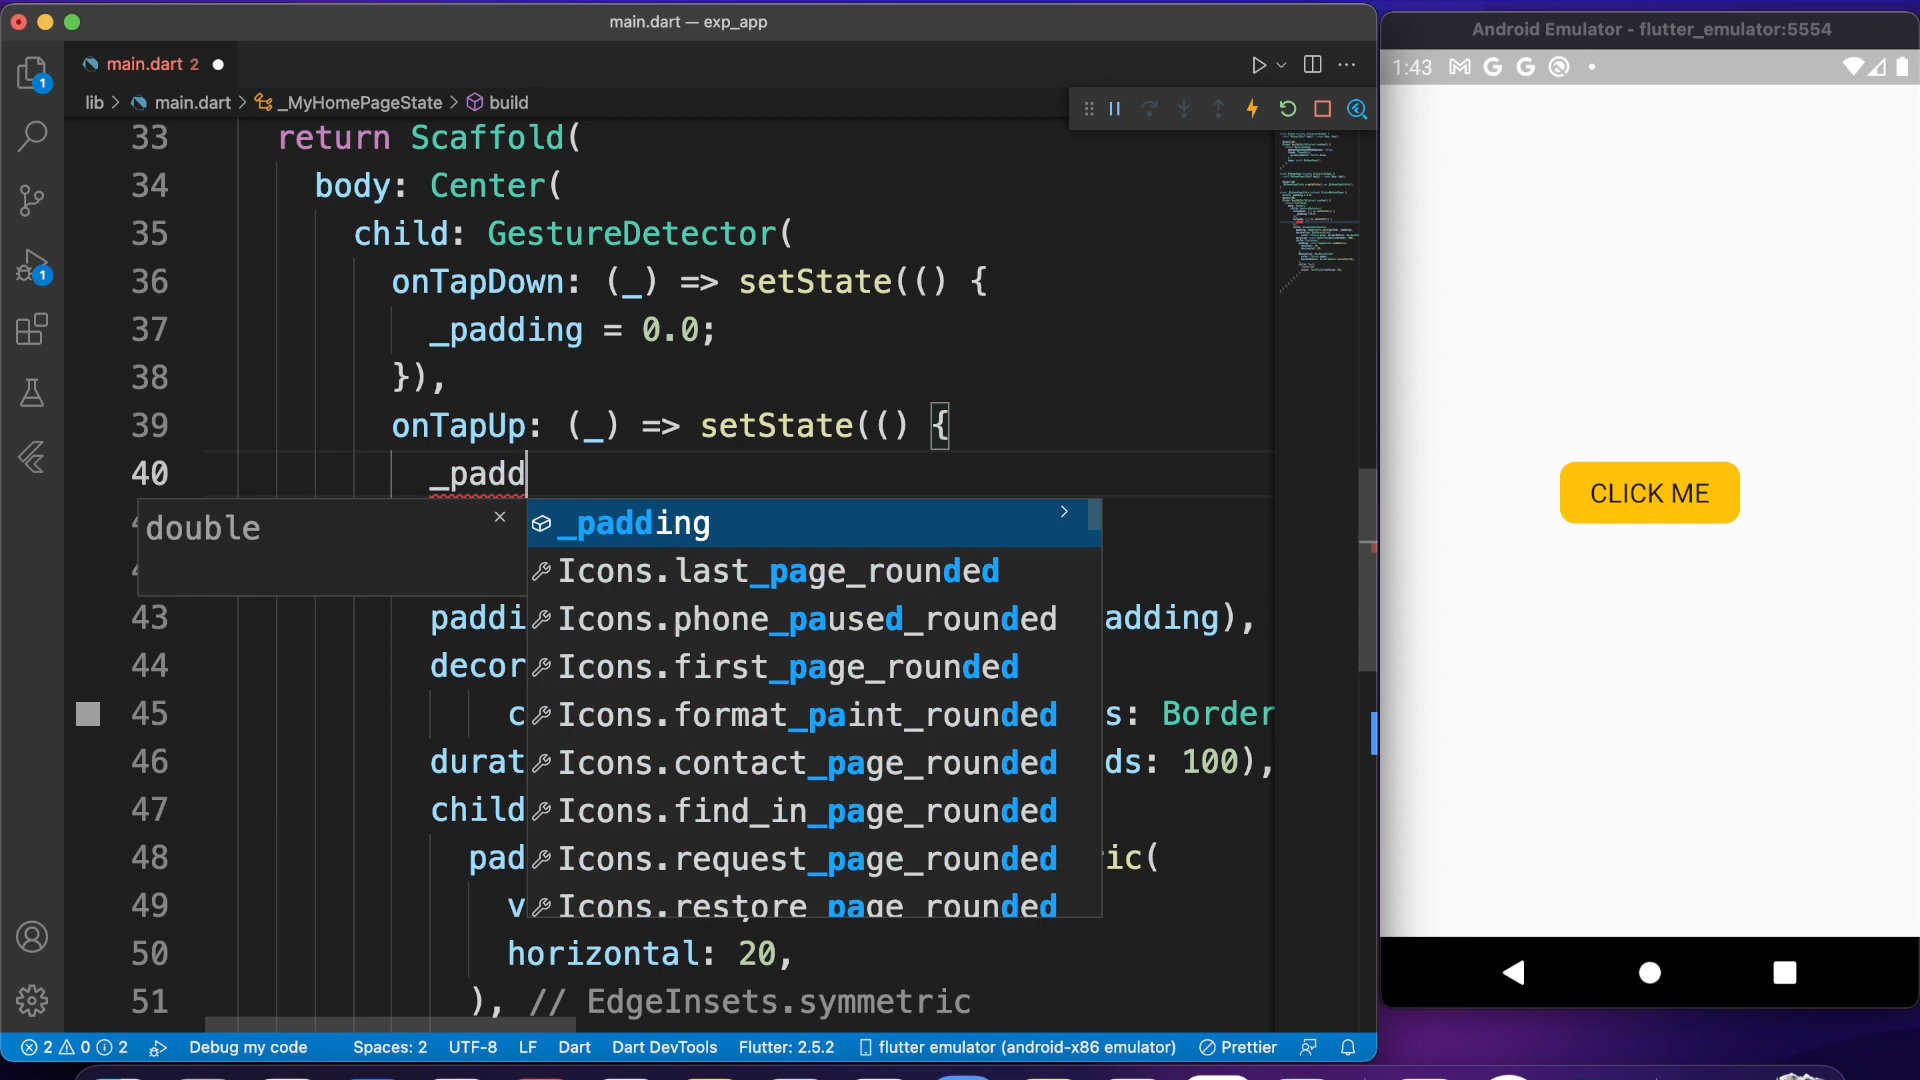 main.dart — exp_app
main.dart 2
lib > main.dart > _MyHomePageState > build
33 return Scaffold(
34 body: Center(
35 child: GestureDetector(
36 onTapDown: (_) => setState(() {
37 _padding = 0.0;
38 }),
39 onTapUp: (_) => setState(() {
40 _padd
double
_padding
Icons.last_page_rounded
Icons.phone_paused_rounded
Icons.first_page_rounded
Icons.format_paint_rounded
Icons.contact_page_rounded
Icons.find_in_page_rounded
Icons.request_page_rounded
Icons.restore_page_rounded
43 paddi adding),
44 decor
45 c s: Border
46 durat ds: 100),
47 child
48 pad ic(
49 v
50 horizontal: 20,
51 ), // EdgeInsets.symmetric
1
1
2 0 2 Debug my code Spaces: 2 UTF-8 LF Dart Dart DevTools Flutter: 2.5.2 flutter emulator (android-x86 emulator) Prettier
Android Emulator - flutter_emulator:5554
1:43
CLICK ME